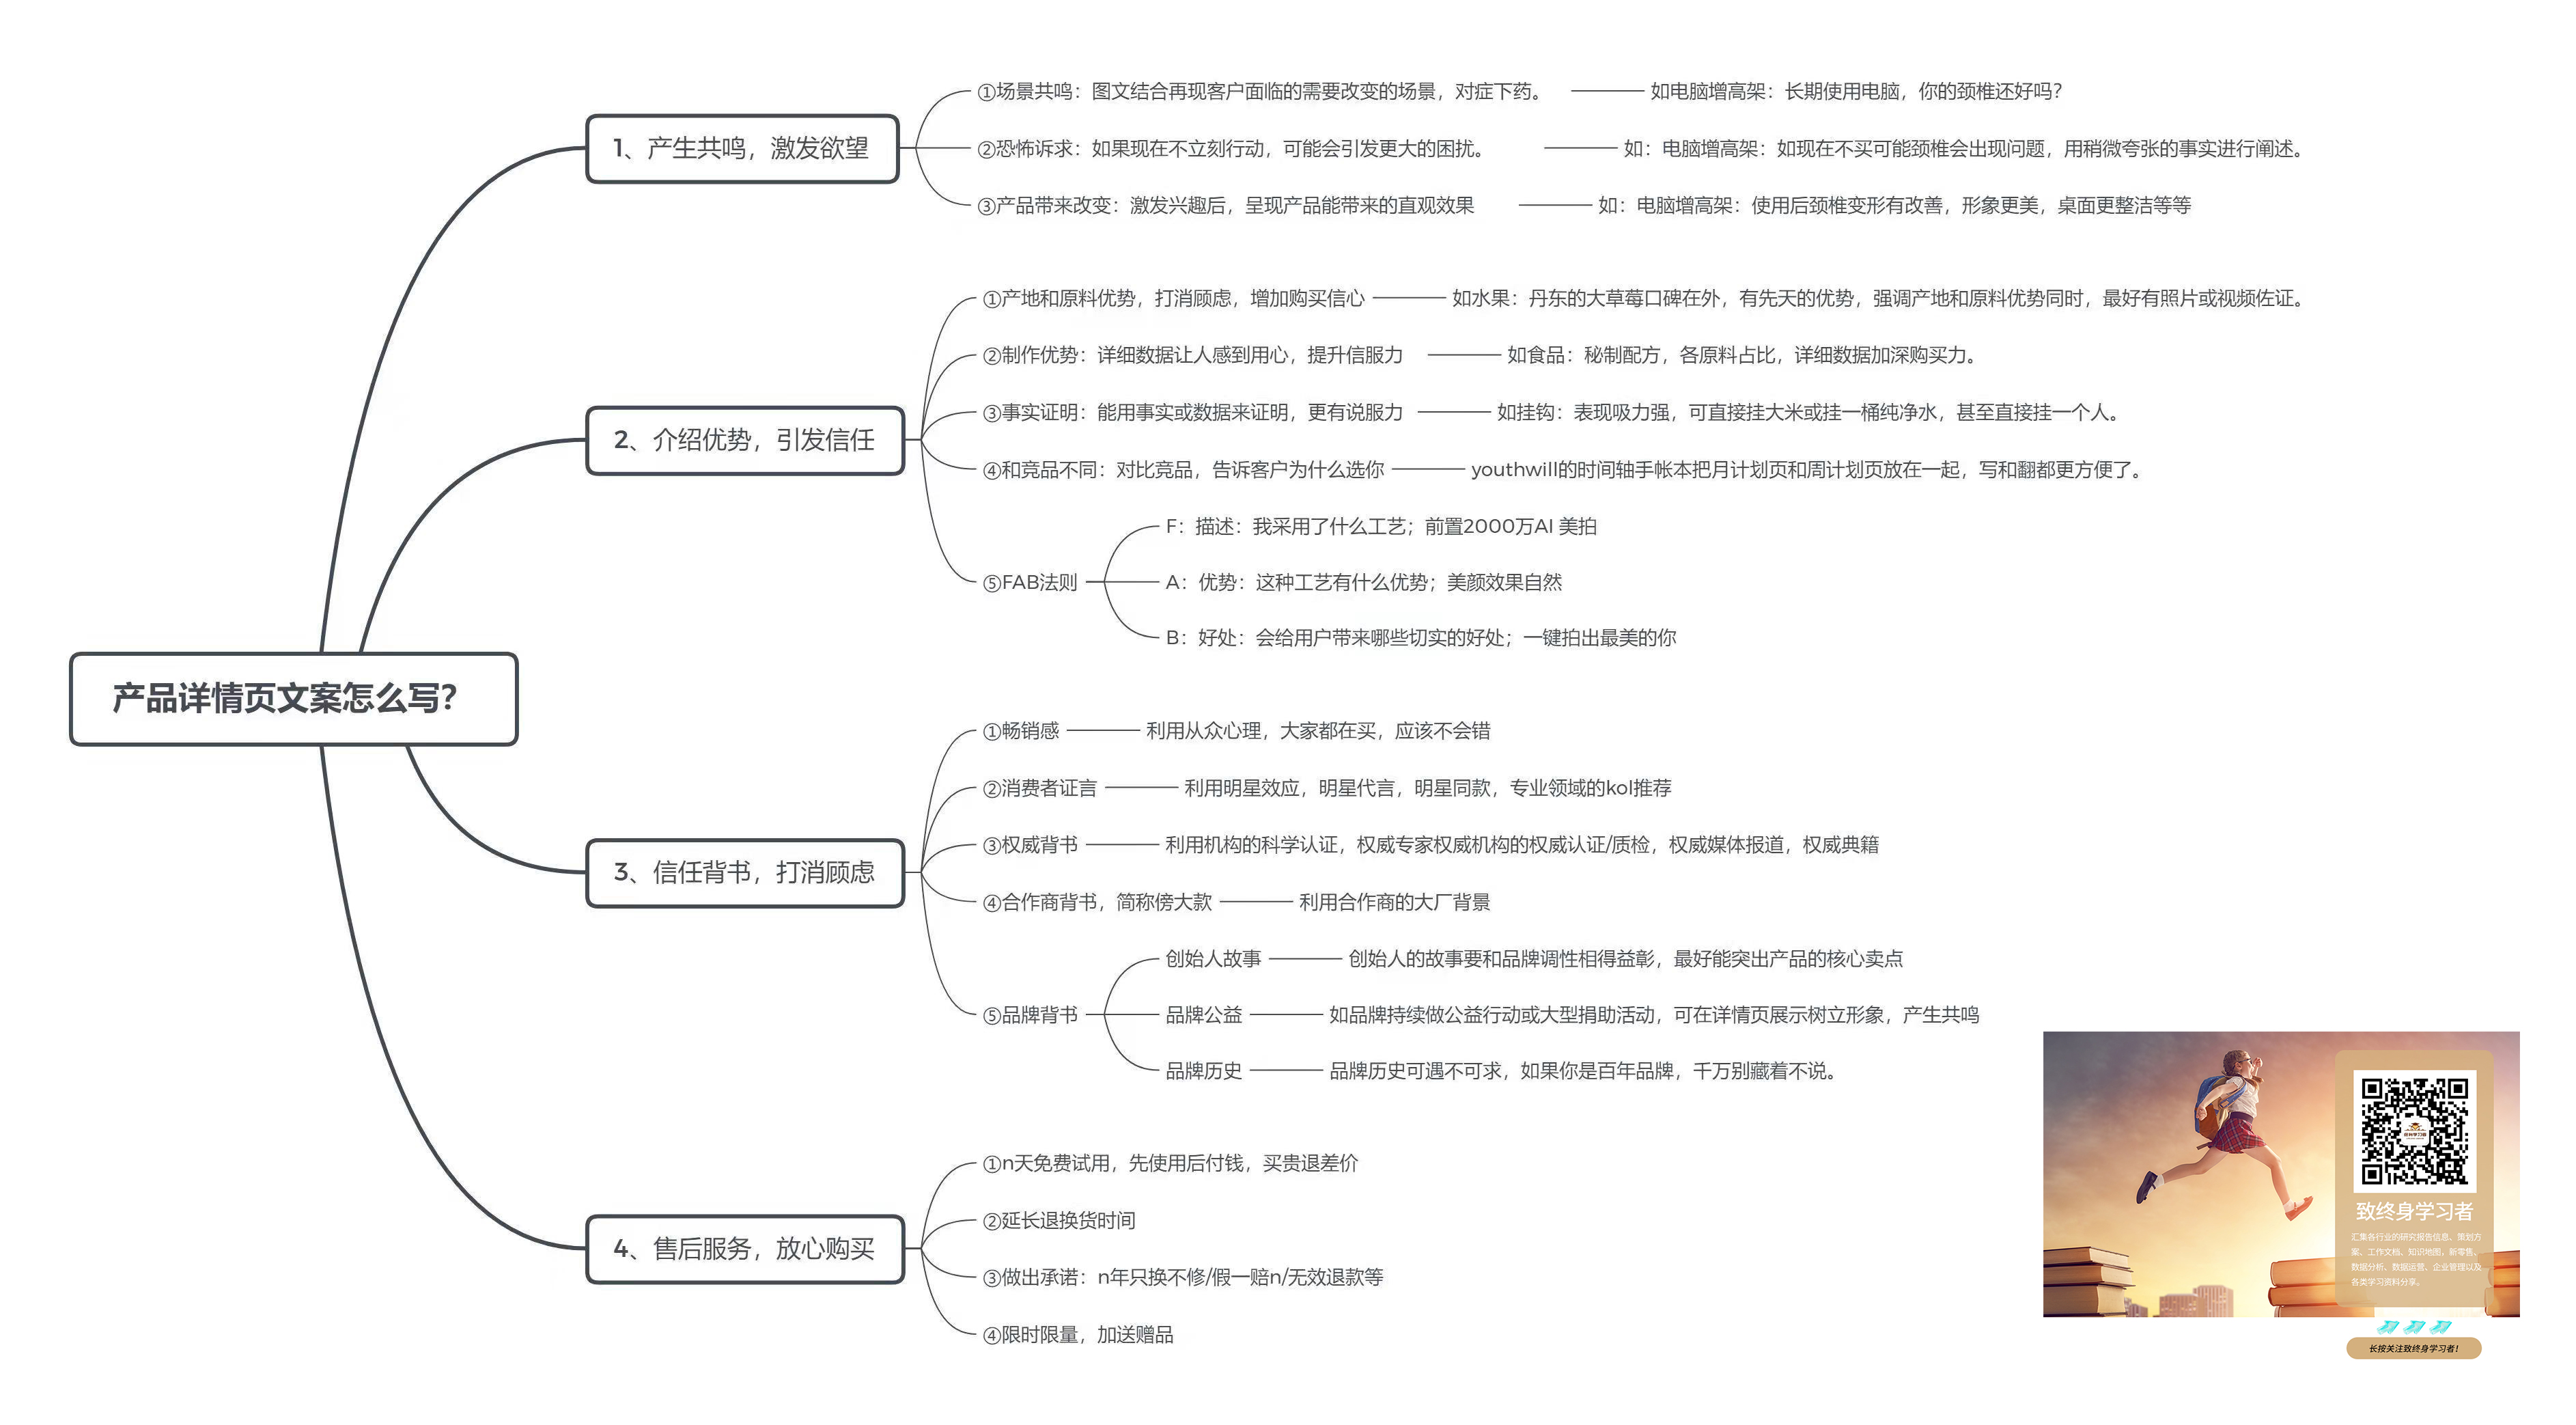 产品详情页文案怎么写?
1、产生共鸣，激发欲望
①场景共鸣：图文结合再现客户面临的需要改变的场景，对症下药。
如电脑增高架：长期使用电脑，你的颈椎还好吗?
②恐怖诉求：如果现在不立刻行动，可能会引发更大的困扰。
如：电脑增高架：如现在不买可能颈椎会出现问题，用稍微夸张的事实进行阐述。
③产品带来改变：激发兴趣后，呈现产品能带来的直观效果
如：电脑增高架：使用后颈椎变形有改善，形象更美，桌面更整洁等等
2、介绍优势，引发信任
①产地和原料优势，打消顾虑，增加购买信心
如水果：丹东的大草莓口碑在外，有先天的优势，强调产地和原料优势同时，最好有照片或视频佐证。
②制作优势：详细数据让人感到用心，提升信服力
如食品：秘制配方，各原料占比，详细数据加深购买力。
③事实证明：能用事实或数据来证明，更有说服力
如挂钩：表现吸力强，可直接挂大米或挂一桶纯净水，甚至直接挂一个人。
④和竞品不同：对比竞品，告诉客户为什么选你
youthwill的时间轴手帐本把月计划页和周计划页放在一起，写和翻都更方便了。
⑤FAB法则
F：描述：我采用了什么工艺；前置2000万AI 美拍
A：优势：这种工艺有什么优势；美颜效果自然
B：好处：会给用户带来哪些切实的好处；一键拍出最美的你
3、信任背书，打消顾虑
①畅销感
利用从众心理，大家都在买，应该不会错
②消费者证言
利用明星效应，明星代言，明星同款，专业领域的kol推荐
③权威背书
利用机构的科学认证，权威专家权威机构的权威认证/质检，权威媒体报道，权威典籍
④合作商背书，简称傍大款
利用合作商的大厂背景
⑤品牌背书
创始人故事
创始人的故事要和品牌调性相得益彰，最好能突出产品的核心卖点
品牌公益
如品牌持续做公益行动或大型捐助活动，可在详情页展示树立形象，产生共鸣
品牌历史
品牌历史可遇不可求，如果你是百年品牌，千万别藏着不说。
4、售后服务，放心购买
①n天免费试用，先使用后付钱，买贵退差价
②延长退换货时间
③做出承诺：n年只换不修/假一赔n/无效退款等
④限时限量，加送赠品
致终身学习者
汇集各行业的研究报告信息、策划方
案、工作文档、知识地图，新零售、
数据分析、数据运营、企业管理以及
各类学习资料分享。
长按关注致终身学习者!